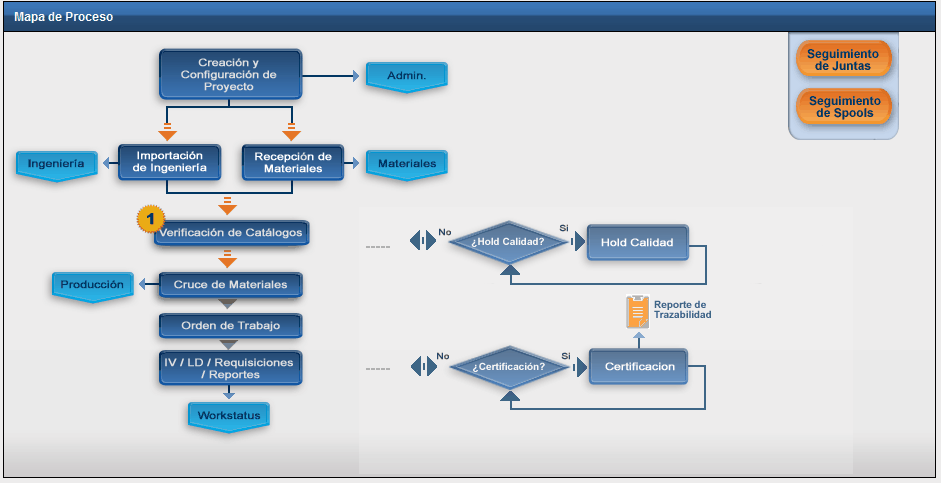 Mapa de Proceso
Creación y
Configuración de
Proyecto
Admin.
Seguimiento
de Juntas
Seguimiento
de Spools
Ingeniería
Importación
de Ingeniería
Recepción de
Materiales
Materiales
1
Verificación de Catálogos
-----
No
¿Hold Calidad?
Si
Hold Calidad
Producción
Cruce de Materiales
Orden de Trabajo
Reporte de
Trazabilidad
IV / LD / Requisiciones
/ Reportes
-----
No
¿Certificación?
Si
Certificacion
Workstatus